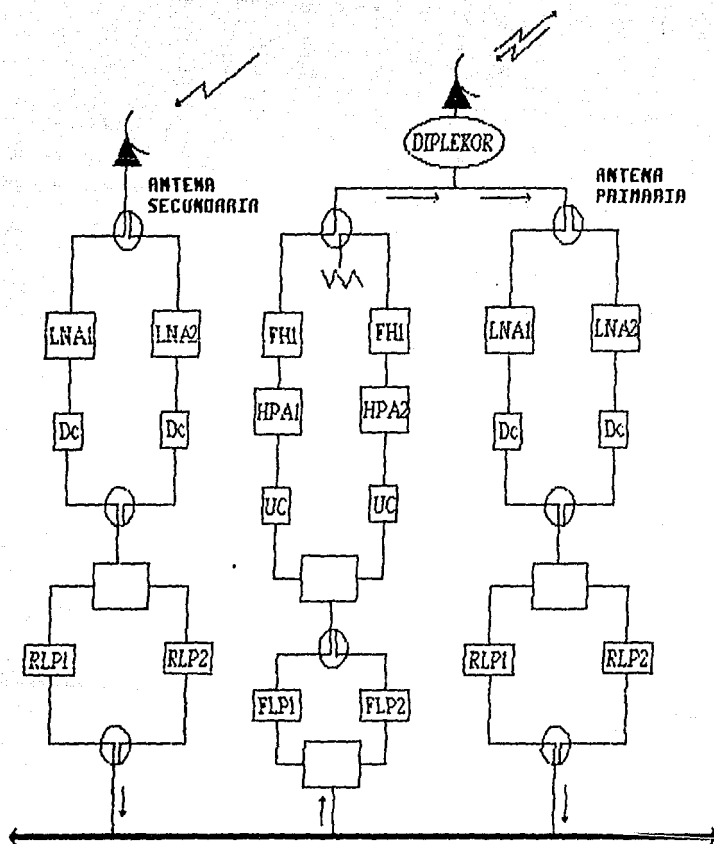 DIPLEXOR
ANTENA
SECUNDARIA
ANTENA
PRIMARIA
LNA1
LNA2
FH1
FH1
LNA1
LNA2
HPA1
HPA2
Dc
Dc
Dc
Dc
UC
UC
RLP1
RLP2
FLP1
FLP2
RLP1
RLP2